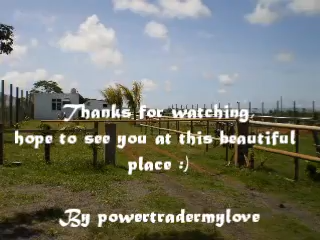 Thanks for watching,
hope to see you at this beautiful
place :)
By powertradermylove